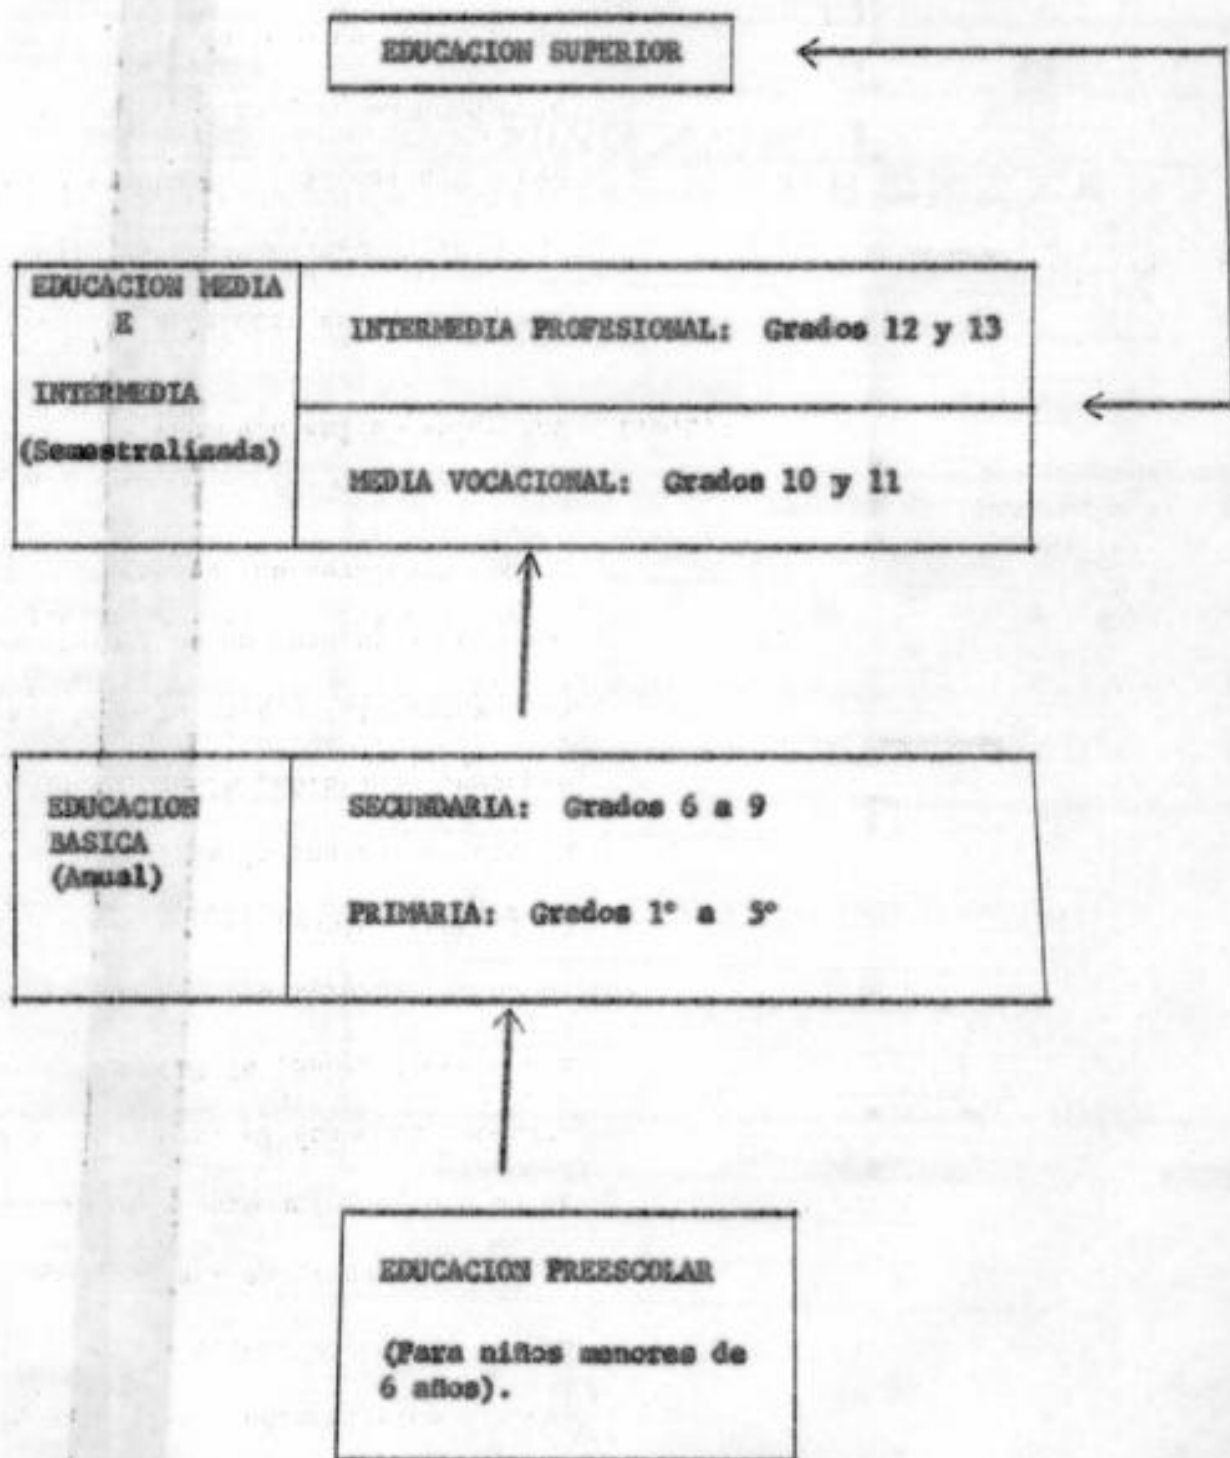 EDUCACION SUPERIOR
EDUCACION MEDIA
E
INTERMEDIA
(Semestralizada)
INTERMEDIA PROFESIONAL: Grados 12 y 13
MEDIA VOCACIONAL: Grados 10 y 11
EDUCACION
BASICA
(Anual)
SECUNDARIA: Grados 6 a 9
PRIMARIA: Grados 1° a 5°
EDUCACION PREESCOLAR
(Para niños menores de
6 años).